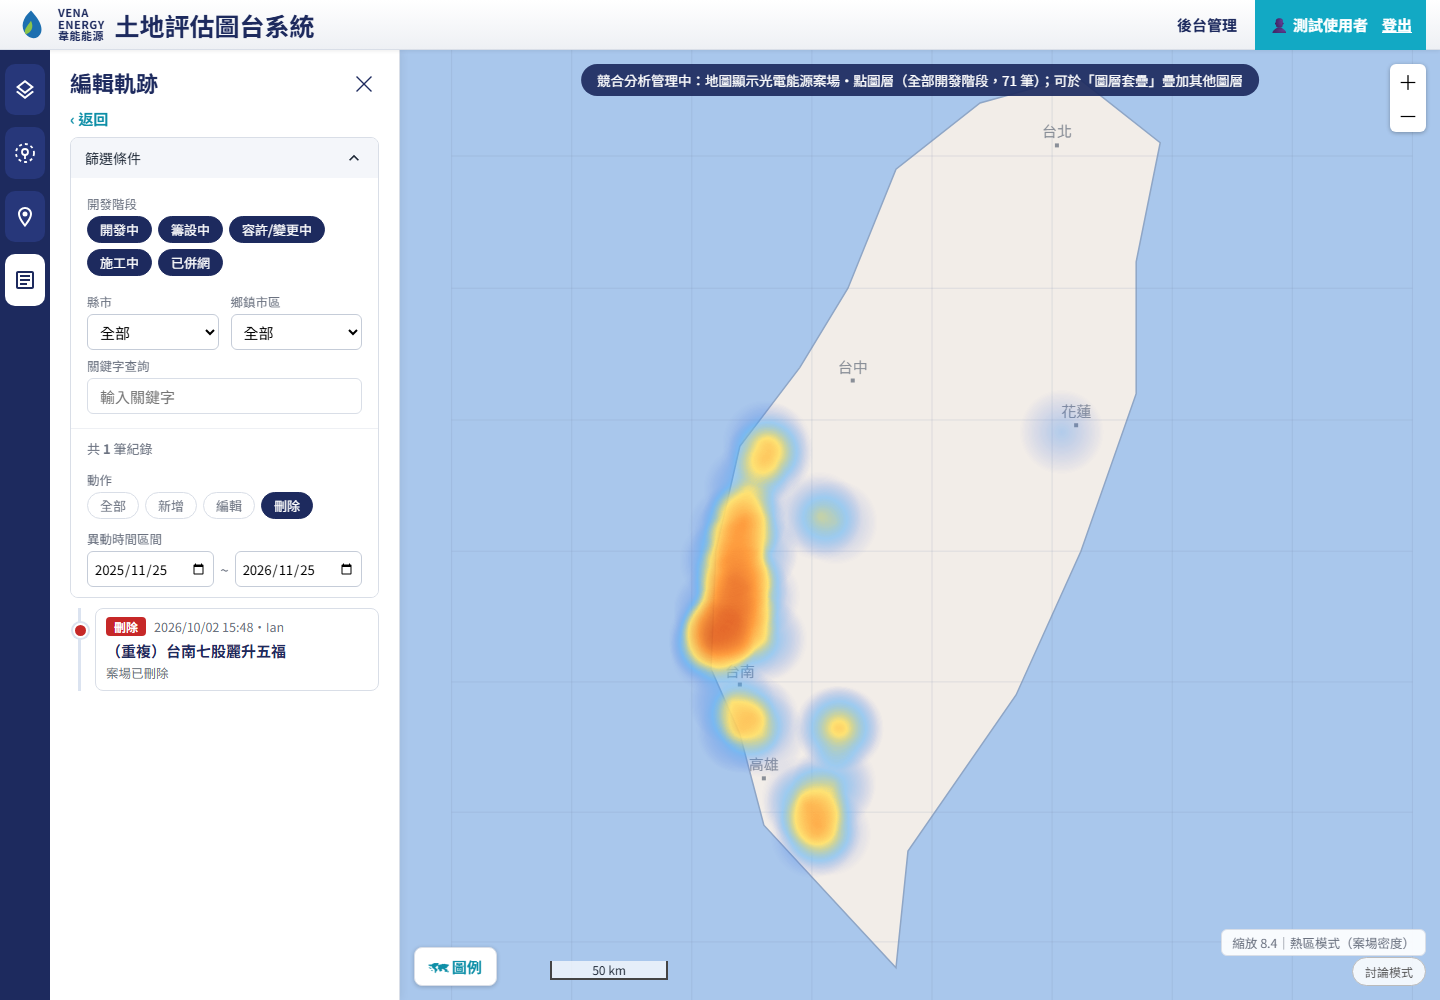 VENA
ENERGY
韋能能源
土地評估圖台系統
後台管理
測試使用者 登出
編輯軌跡
‹ 返回
篩選條件
開發階段
開發中 籌設中 容許/變更中
施工中 已併網
縣市 鄉鎮市區
全部 全部
關鍵字查詢
輸入關鍵字
共 1 筆紀錄
動作
全部 新增 編輯 刪除
異動時間區間
2025/11/25 ~ 2026/11/25
刪除 2026/10/02 15:48・Ian
（重複）台南七股麗升五福
案場已刪除
競合分析管理中：地圖顯示光電能源案場・點圖層（全部開發階段，71 筆）；可於「圖層套疊」疊加其他圖層
+
−
台北
台中
花蓮
台南
高雄
圖例
50 km
縮放 8.4｜熱區模式（案場密度）
討論模式